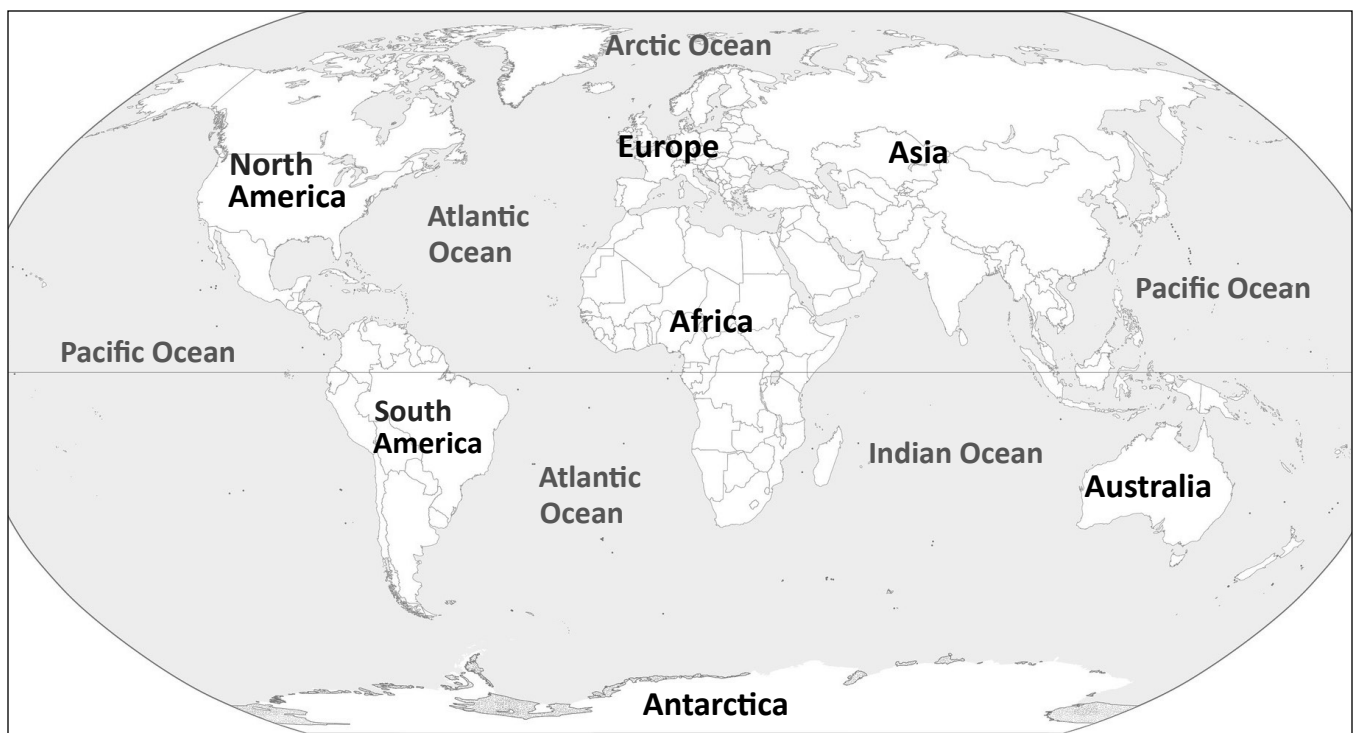 Arctic Ocean
North
America
Europe
Asia
Atlantic
Ocean
Pacific Ocean
Africa
Pacific Ocean
South
America
Indian Ocean
Atlantic
Ocean
Australia
Antarctica